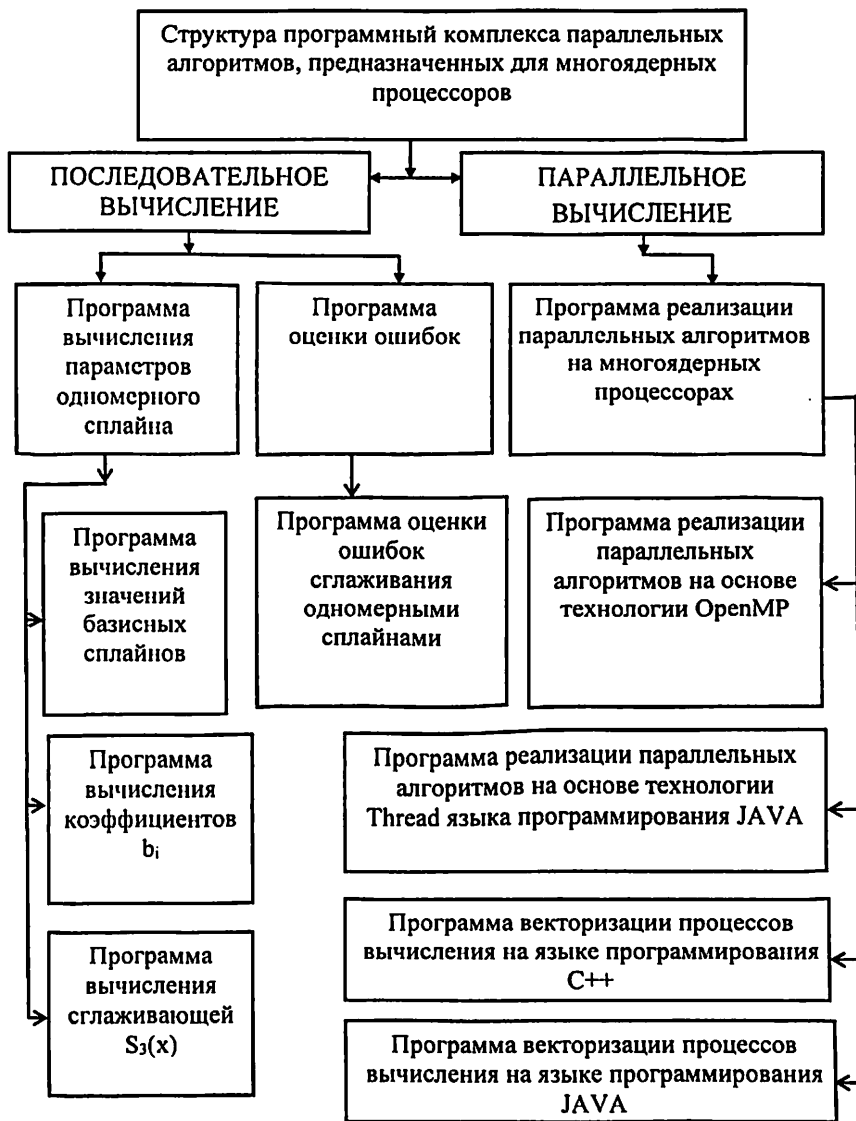 Структура программный комплекса параллельных
алгоритмов, предназначенных для многоядерных
процессоров
ПОСЛЕДОВАТЕЛЬНОЕ
ВЫЧИСЛЕНИЕ
ПАРАЛЛЕЛЬНОЕ
ВЫЧИСЛЕНИЕ
Программа
вычисления
параметров
одномерного
сплайна
Программа
оценки ошибок
Программа реализации
параллельных алгоритмов
на многоядерных
процессорах
Программа
вычисления
значений
базисных
сплайнов
Программа оценки
ошибок
сглаживания
одномерными
сплайнами
Программа реализации
параллельных
алгоритмов на основе
технологии OpenMP
Программа
вычисления
коэффициентов
bi
Программа реализации параллельных
алгоритмов на основе технологии
Thread языка программирования JAVA
Программа
вычисления
сглаживающей
S3(x)
Программа векторизации процессов
вычисления на языке программирования
C++
Программа векторизации процессов
вычисления на языке программирования
JAVA